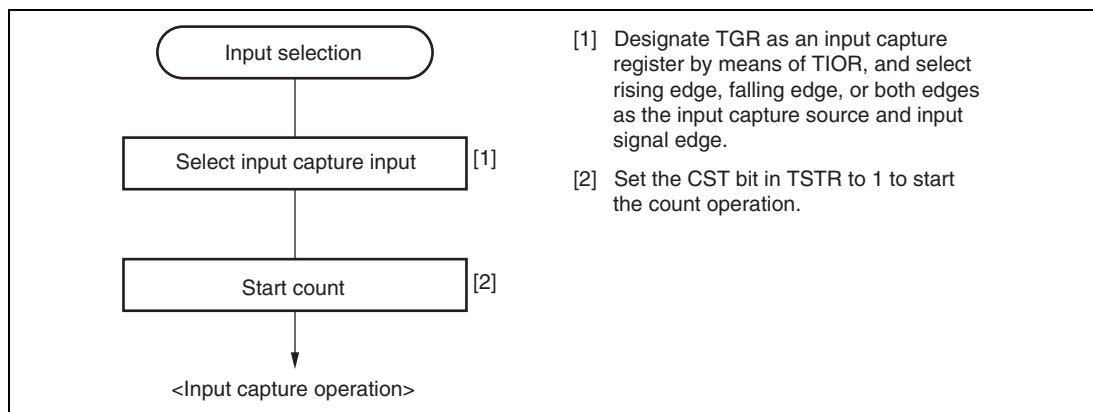 Input selection
Select input capture input
[1]
Start count
[2]
<Input capture operation>
[1] Designate TGR as an input capture
register by means of TIOR, and select
rising edge, falling edge, or both edges
as the input capture source and input
signal edge.
[2] Set the CST bit in TSTR to 1 to start
the count operation.